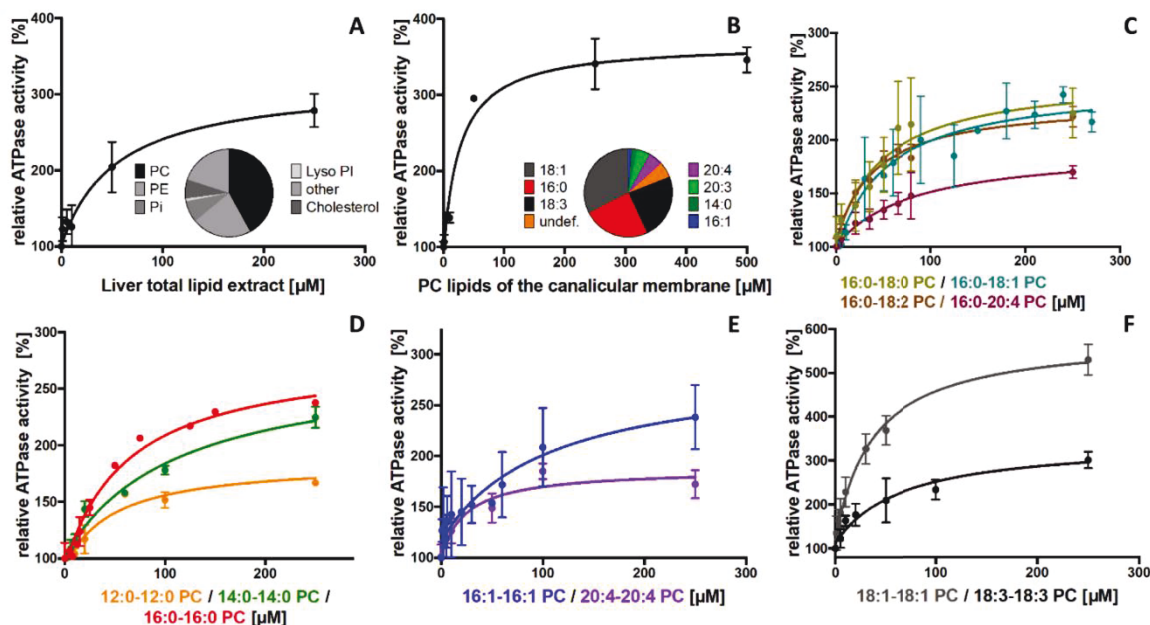 A
relative ATPase activity [%]
400
300
200
100
0
100
200
300
PC
PE
Pi
Lyso PI
other
Cholesterol
Liver total lipid extract [µM]
B
relative ATPase activity [%]
400
300
200
100
0
100
200
300
400
500
18:1
16:0
18:3
undef.
20:4
20:3
14:0
16:1
PC lipids of the canalicular membrane [µM]
C
relative ATPase activity [%]
300
250
200
150
100
0
100
200
300
16:0-18:0 PC / 16:0-18:1 PC
16:0-18:2 PC / 16:0-20:4 PC [µM]
D
relative ATPase activity [%]
300
250
200
150
100
0
100
200
12:0-12:0 PC / 14:0-14:0 PC /
16:0-16:0 PC [µM]
E
relative ATPase activity [%]
300
250
200
150
100
0
100
200
300
16:1-16:1 PC / 20:4-20:4 PC [µM]
F
relative ATPase activity [%]
600
500
400
300
200
100
0
100
200
300
18:1-18:1 PC / 18:3-18:3 PC [µM]